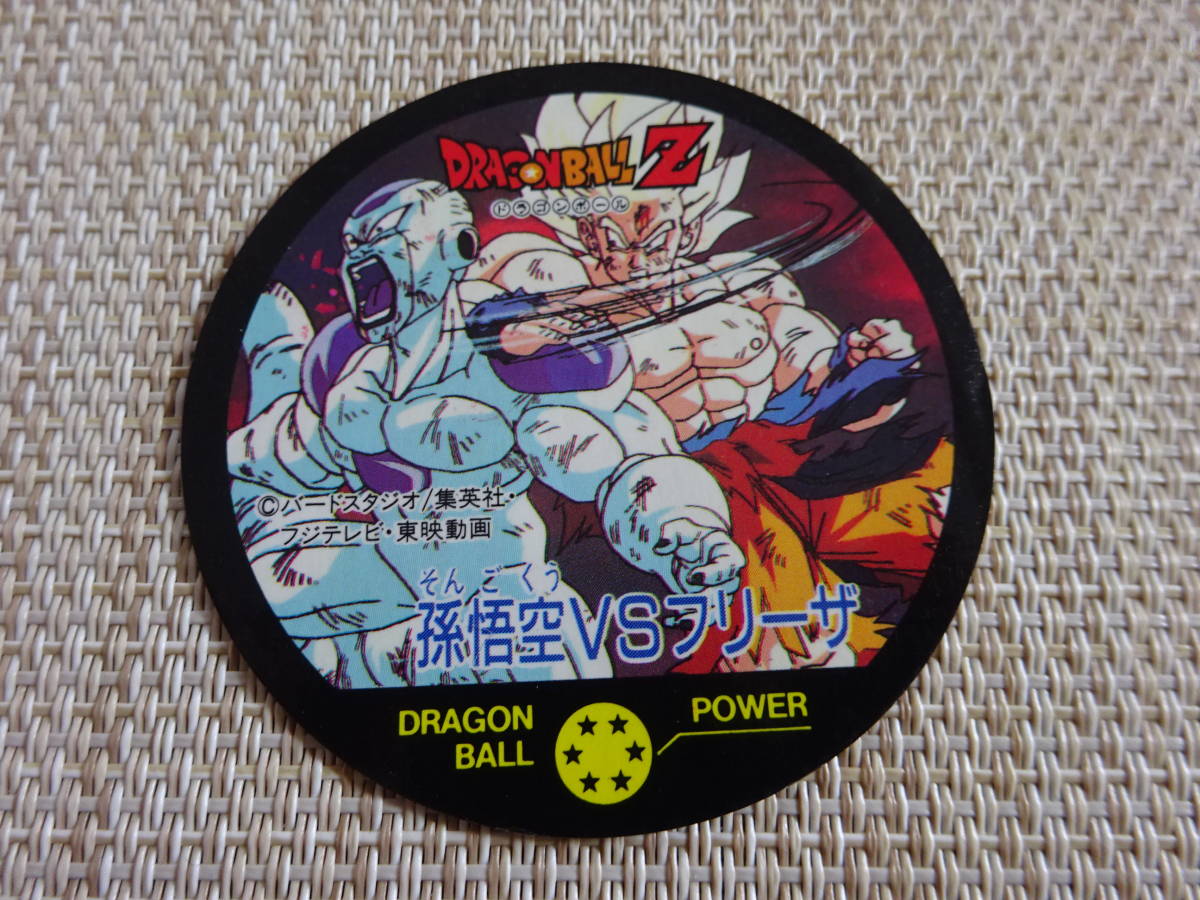 DRAGONBALL Z
ドラゴンボール
©バードスタジオ/集英社・
フジテレビ・東映動画
そんごくう
孫悟空VSフリーザ
DRAGON
BALL
POWER